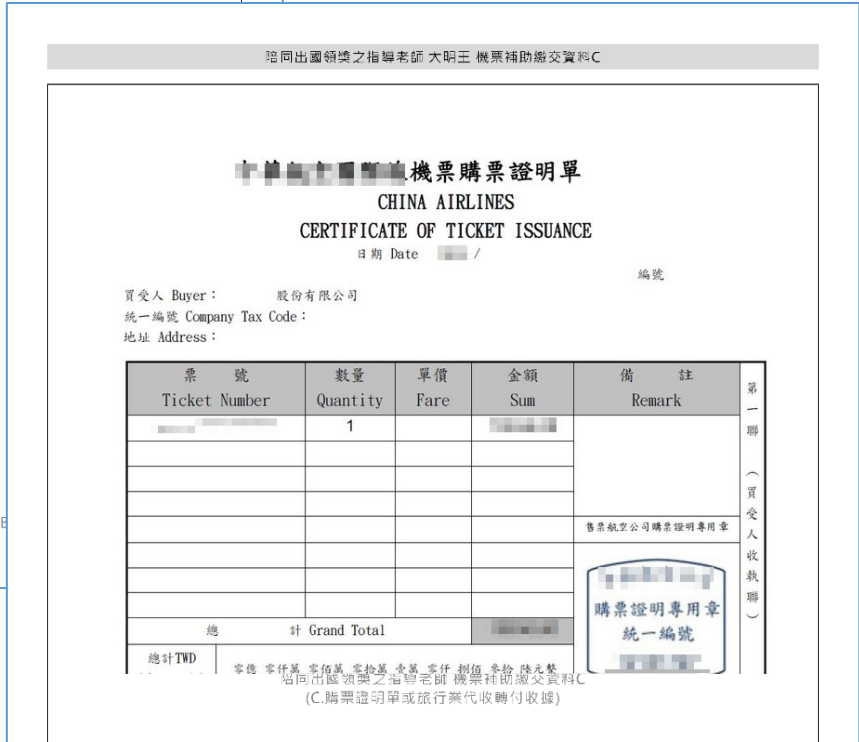 陪同出國領獎之指導老師 大明王 機票補助繳交資料C
機票購票證明單
CHINA AIRLINES
CERTIFICATE OF TICKET ISSUANCE
日期 Date /
編號
買受人 Buyer： 股份有限公司
統一編號 Company Tax Code：
地址 Address：
票 號 數量 單價 金額 備 註
Ticket Number Quantity Fare Sum Remark
1
第一聯 （買受人收執聯）
售票航空公司購票證明專用章
購票證明專用章
統一編號
總 計 Grand Total
總計TWD
零億 零仟萬 零佰萬 零拾萬 壹萬 零仟 捌佰 參拾 陸元整
陪同出國領獎之指導老師 機票補助繳交資料C
(C.購票證明單或旅行業代收轉付收據)